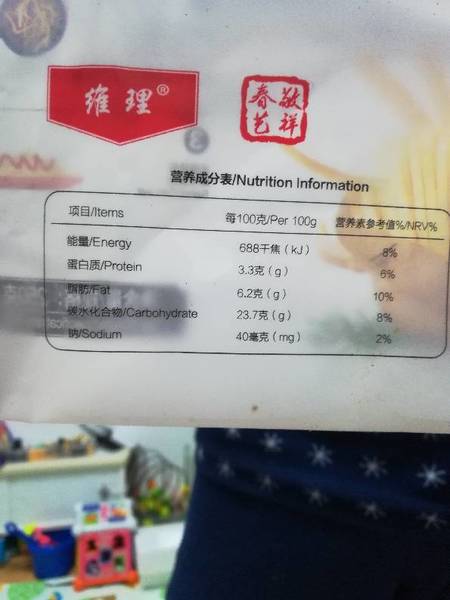 维理®
春敬
艺祥
营养成分表/Nutrition Information
项目/Items 每100克/Per 100g 营养素参考值%/NRV%
能量/Energy 688千焦（kJ） 8%
蛋白质/Protein 3.3克（g） 6%
脂肪/Fat 6.2克（g） 10%
碳水化合物/Carbohydrate 23.7克（g） 8%
钠/Sodium 40毫克（mg） 2%